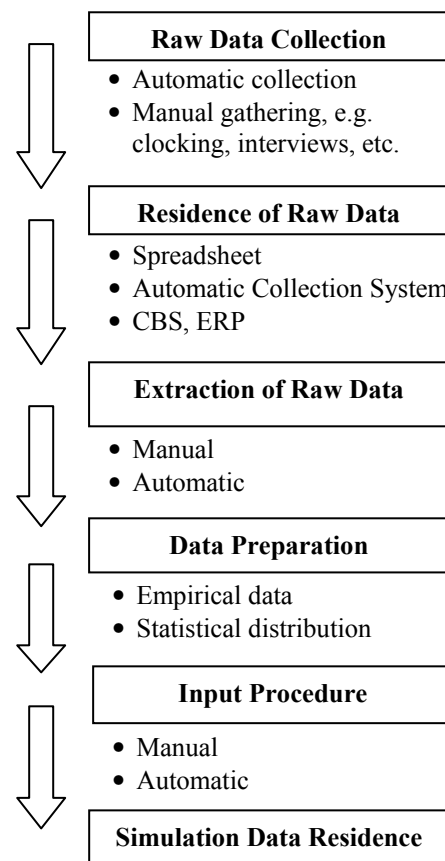 Raw Data Collection
• Automatic collection
• Manual gathering, e.g.
clocking, interviews, etc.
Residence of Raw Data
• Spreadsheet
• Automatic Collection System
• CBS, ERP
Extraction of Raw Data
• Manual
• Automatic
Data Preparation
• Empirical data
• Statistical distribution
Input Procedure
• Manual
• Automatic
Simulation Data Residence